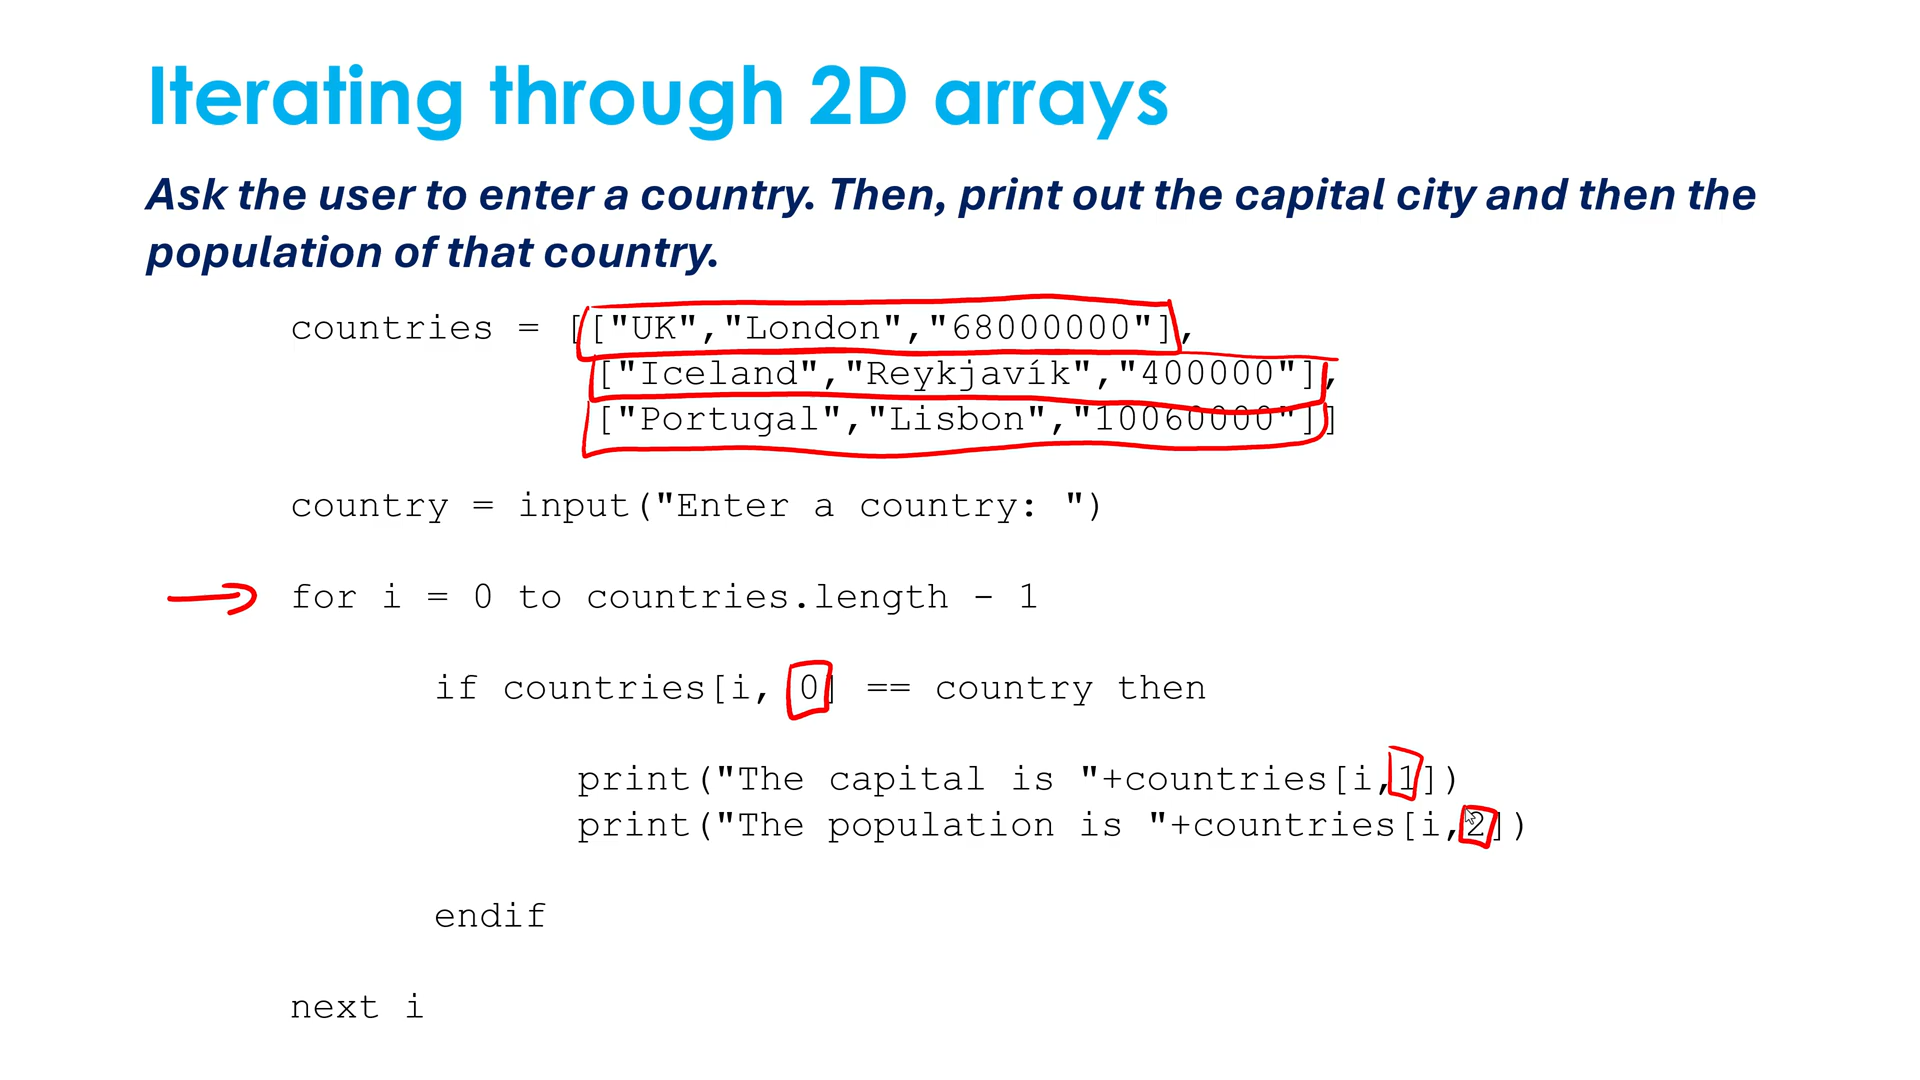 Iterating through 2D arrays
Ask the user to enter a country. Then, print out the capital city and then the
population of that country.
countries = [["UK","London","68000000"],
["Iceland","Reykjavík","400000"],
["Portugal","Lisbon","10060000"]]
country = input("Enter a country: ")
for i = 0 to countries.length - 1
if countries[i, 0] == country then
print("The capital is "+countries[i,1])
print("The population is "+countries[i,2])
endif
next i